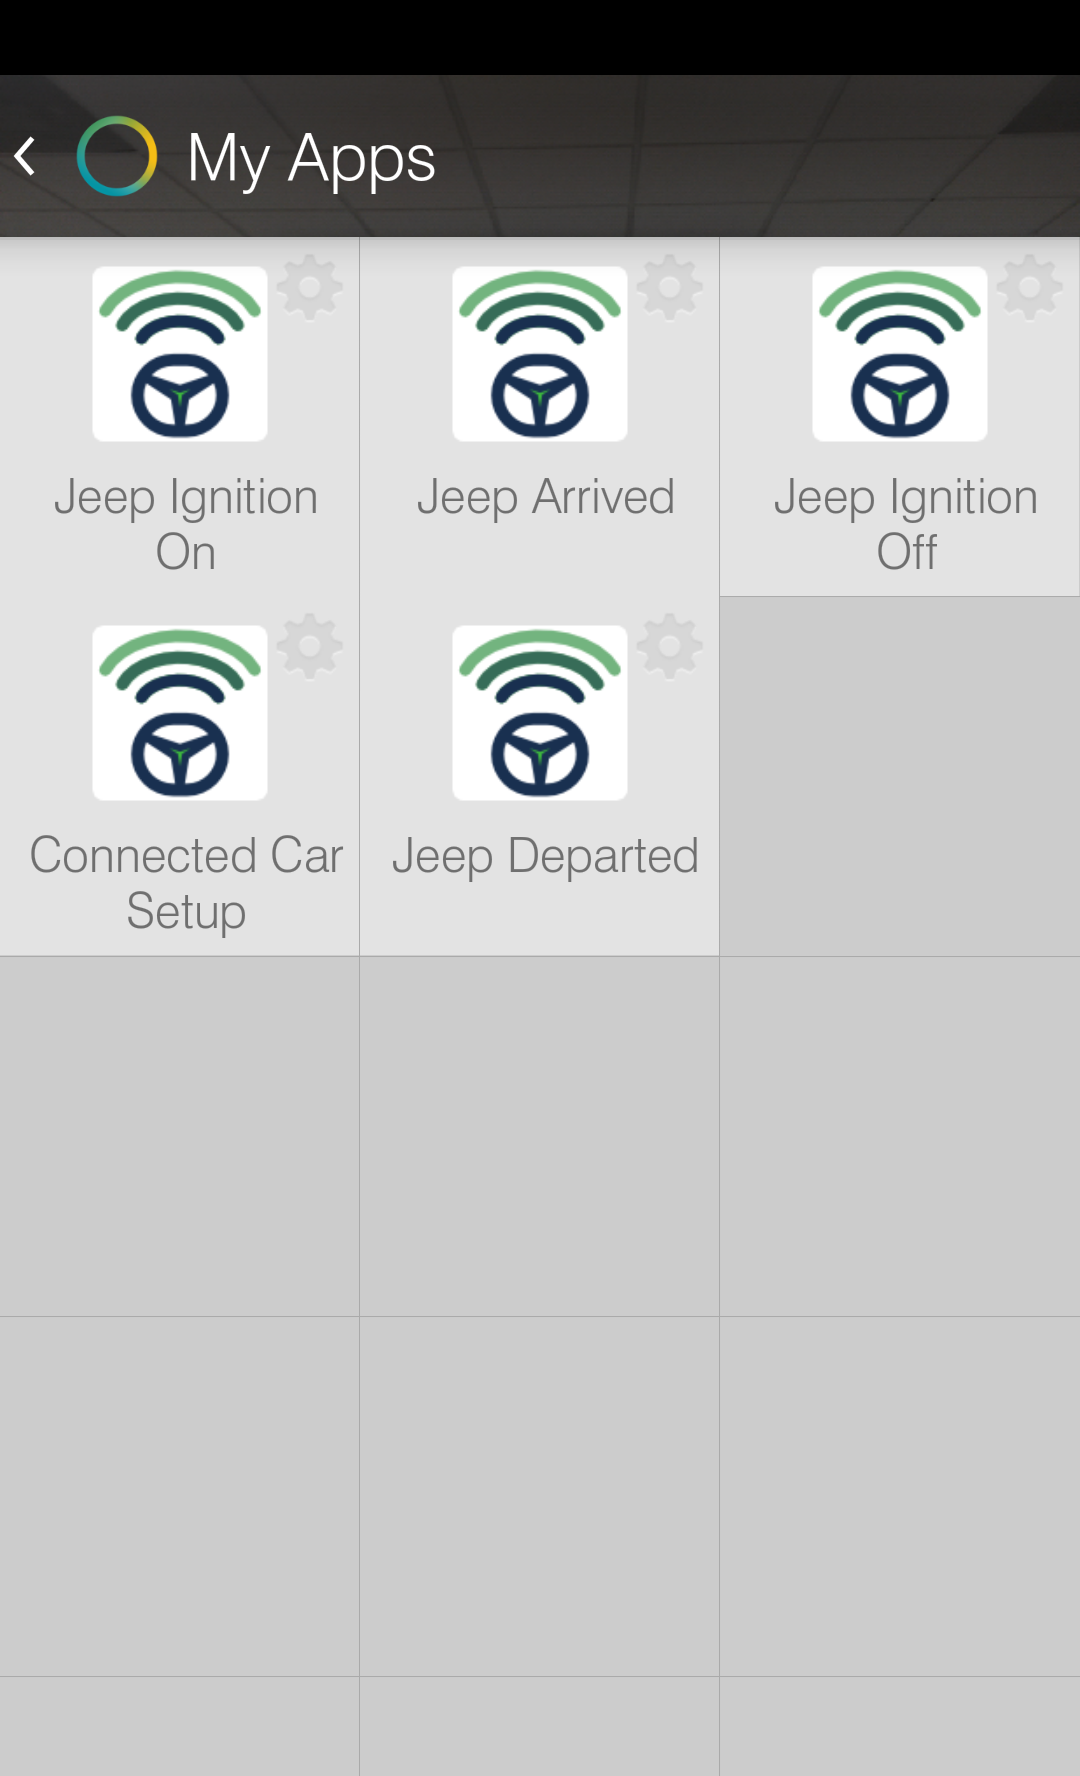 My Apps
Jeep Ignition
On
Jeep Arrived
Jeep Ignition
Off
Connected Car
Setup
Jeep Departed